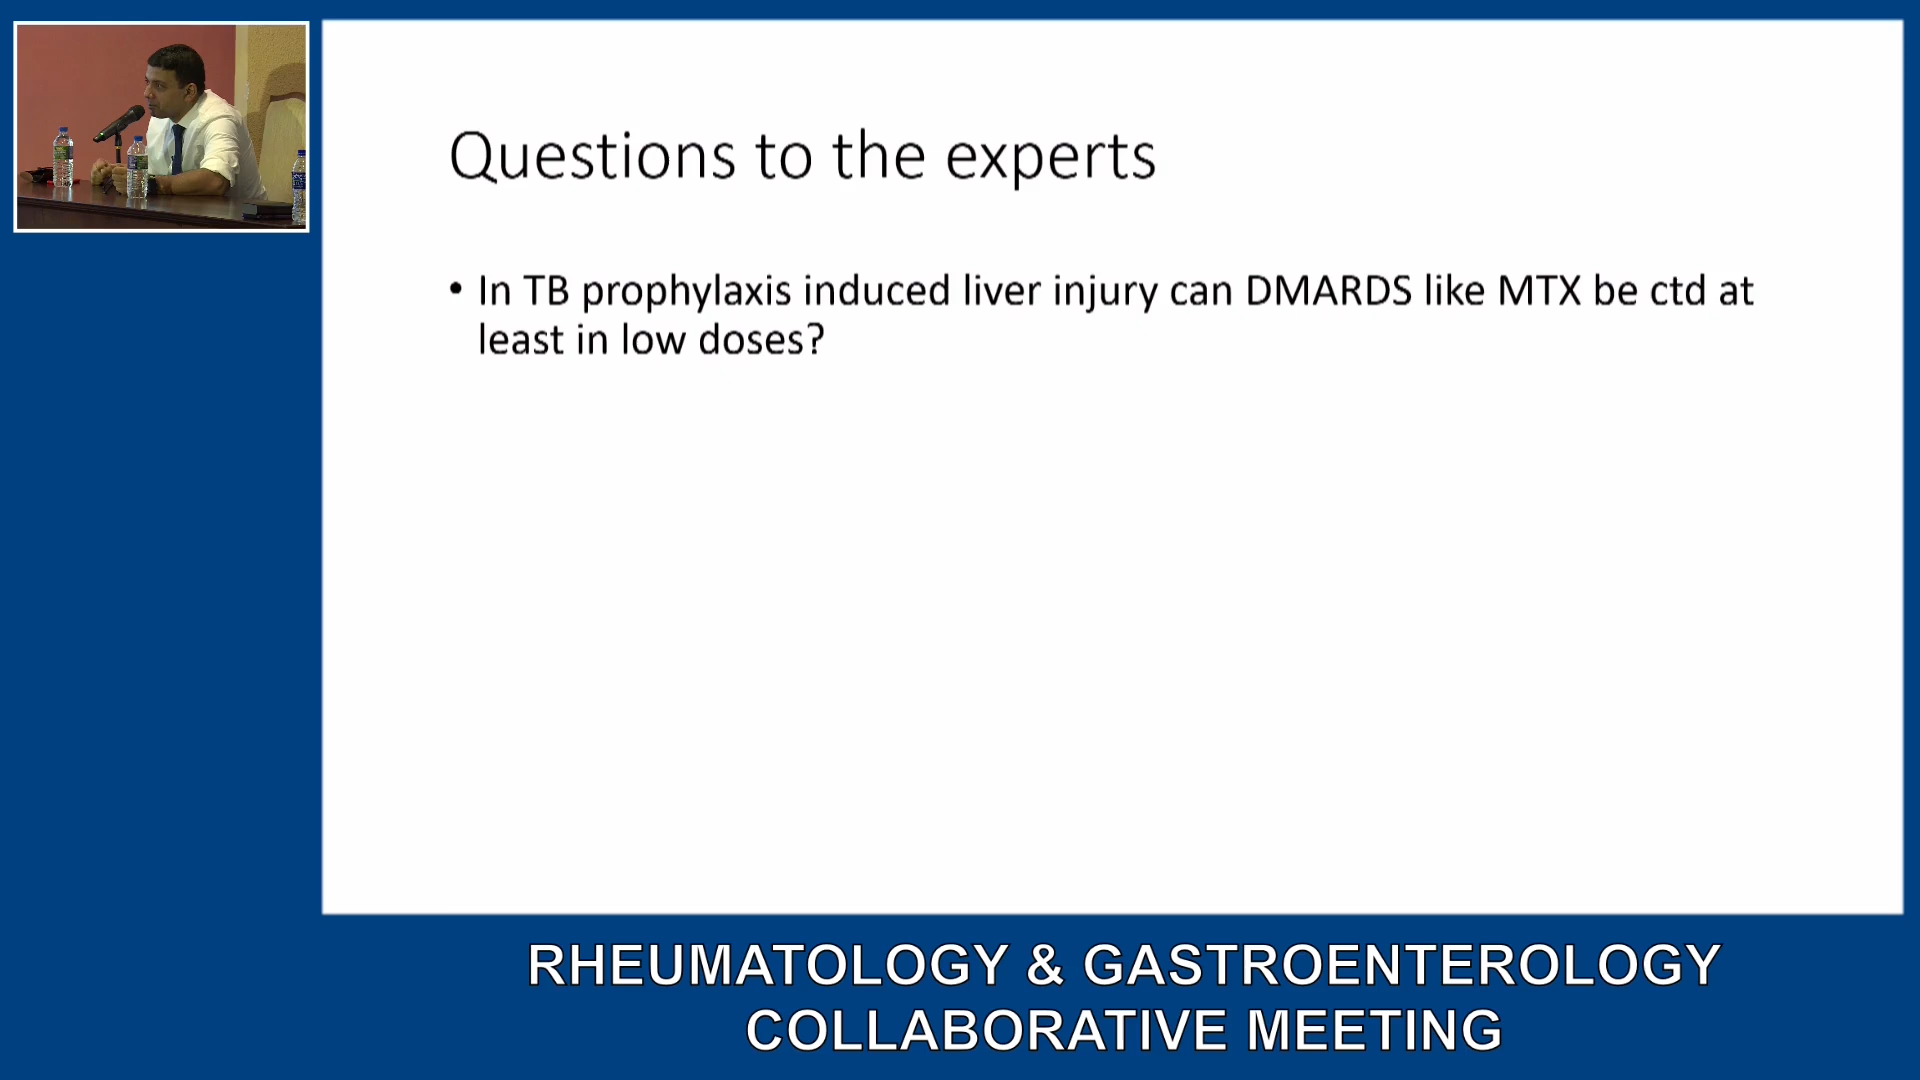 Questions to the experts
• In TB prophylaxis induced liver injury can DMARDS like MTX be ctd at
least in low doses?
RHEUMATOLOGY & GASTROENTEROLOGY
COLLABORATIVE MEETING